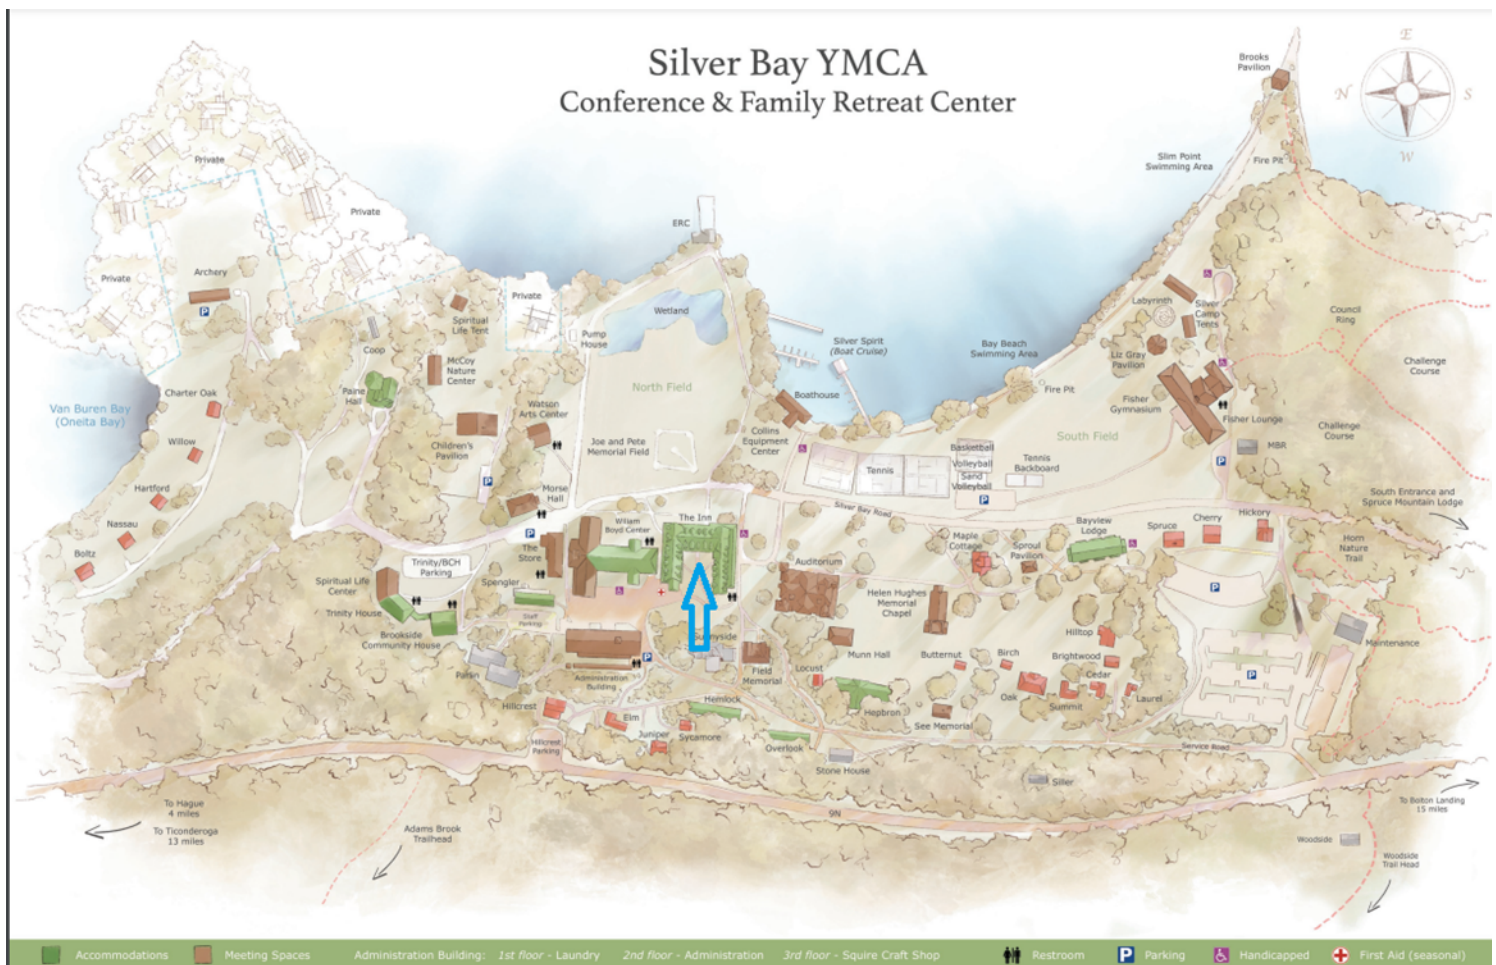 Silver Bay YMCA
Conference & Family Retreat Center
E
N
S
W
Brooks
Pavilion
Slim Point
Swimming Area
Fire Pit
Private
Private
Private
Private
Archery
P
ERC
Wetland
Pump
House
Spiritual
Life Tent
Coop
McCoy
Nature
Center
Paine
Hall
Charter Oak
Van Buren Bay
(Oneita Bay)
Willow
Hartford
Nassau
Boltz
Watson
Arts Center
Children's
Pavilion
P
Morse
Hall
North Field
Joe and Pete
Memorial Field
Silver Spirit
(Boat Cruise)
Boathouse
Collins
Equipment
Center
Bay Beach
Swimming Area
Fire Pit
Labyrinth
Silver
Camp
Tents
Liz Gray
Pavilion
Fisher
Gymnasium
Fisher Lounge
MBR
Council
Ring
Challenge
Course
Challenge
Course
South Field
Tennis
Basketball
Volleyball
Sand
Volleyball
Tennis
Backboard
P
P
South Entrance and
Spruce Mountain Lodge
Horn
Nature
Trail
Silver Bay Road
P
The
Store
William
Boyd Center
The Inn
Trinity/BCH
Parking
Spiritual Life
Center
Spengler
Trinity House
Staff
Parking
Brookside
Community House
Auditorium
Maple
Cottage
Sproul
Pavilion
Bayview
Lodge
Spruce
Cherry
Hickory
P
Helen Hughes
Memorial
Chapel
Munn Hall
Butternut
Birch
Hilltop
Brightwood
Cedar
Oak
Summit
Laurel
Maintenance
P
Sunnyside
Field
Memorial
Locust
Hepbron
See Memorial
Partin
P
Administration
Building
Hillcrest
Elm
Juniper
Sycamore
Hemlock
Overlook
Stone House
Hillcrest
Parking
Service Road
Siller
9N
To Hague
4 miles
To Ticonderoga
13 miles
Adams Brook
Trailhead
To Bolton Landing
15 miles
Woodside
Woodside
Trail Head
Accommodations
Meeting Spaces
Administration Building: 1st floor - Laundry 2nd floor - Administration 3rd floor - Squire Craft Shop
Restroom
P Parking
Handicapped
First Aid (seasonal)